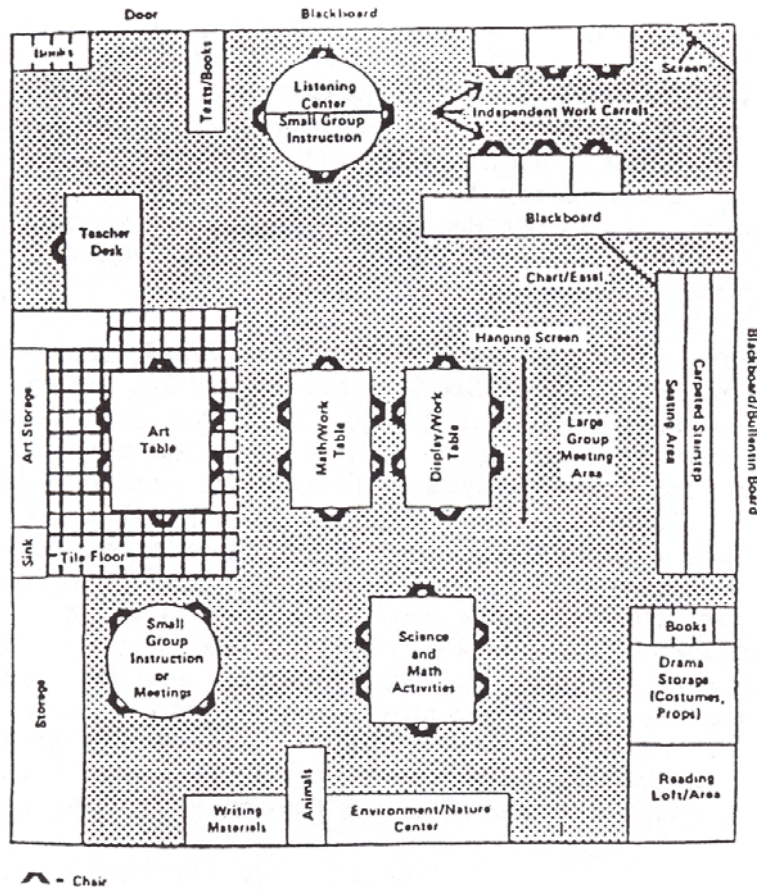 Door
Blackboard
Books
Texts/Books
Listening
Center
Small Group
Instruction
Independent Work Carrels
Screen
Blackboard
Teacher
Desk
Chart/Easel
Hanging Screen
Art Storage
Art
Table
Math/Work
Table
Display/Work
Table
Large
Group
Meeting
Area
Seating Area
Carpeted Stairstep
Blackboard/Bullentin Board
Sink
Tile Floor
Storage
Small
Group
Instruction
or
Meetings
Science
and
Math
Activities
Books
Drama
Storage
(Costumes,
Props)
Reading
Loft/Area
Writing
Materials
Animals
Environment/Nature
Center
= Chair